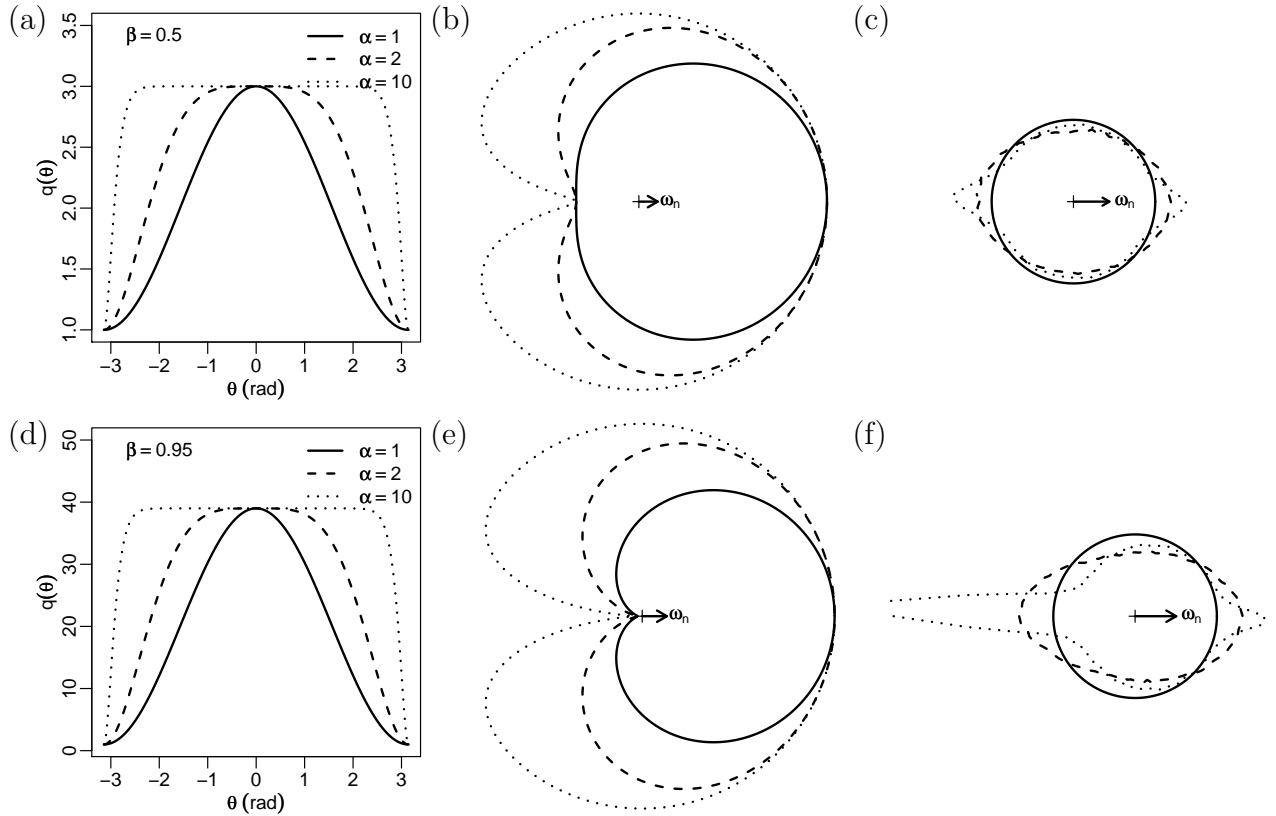 (a)
3.5
3.0
2.5
2.0
1.5
1.0
q(θ)
β = 0.5
α = 1
α = 2
α = 10
−3 −2 −1 0 1 2 3
θ (rad)
(b)
ωn
(c)
ωn
(d)
50
40
30
20
10
0
q(θ)
β = 0.95
α = 1
α = 2
α = 10
−3 −2 −1 0 1 2 3
θ (rad)
(e)
ωn
(f)
ωn